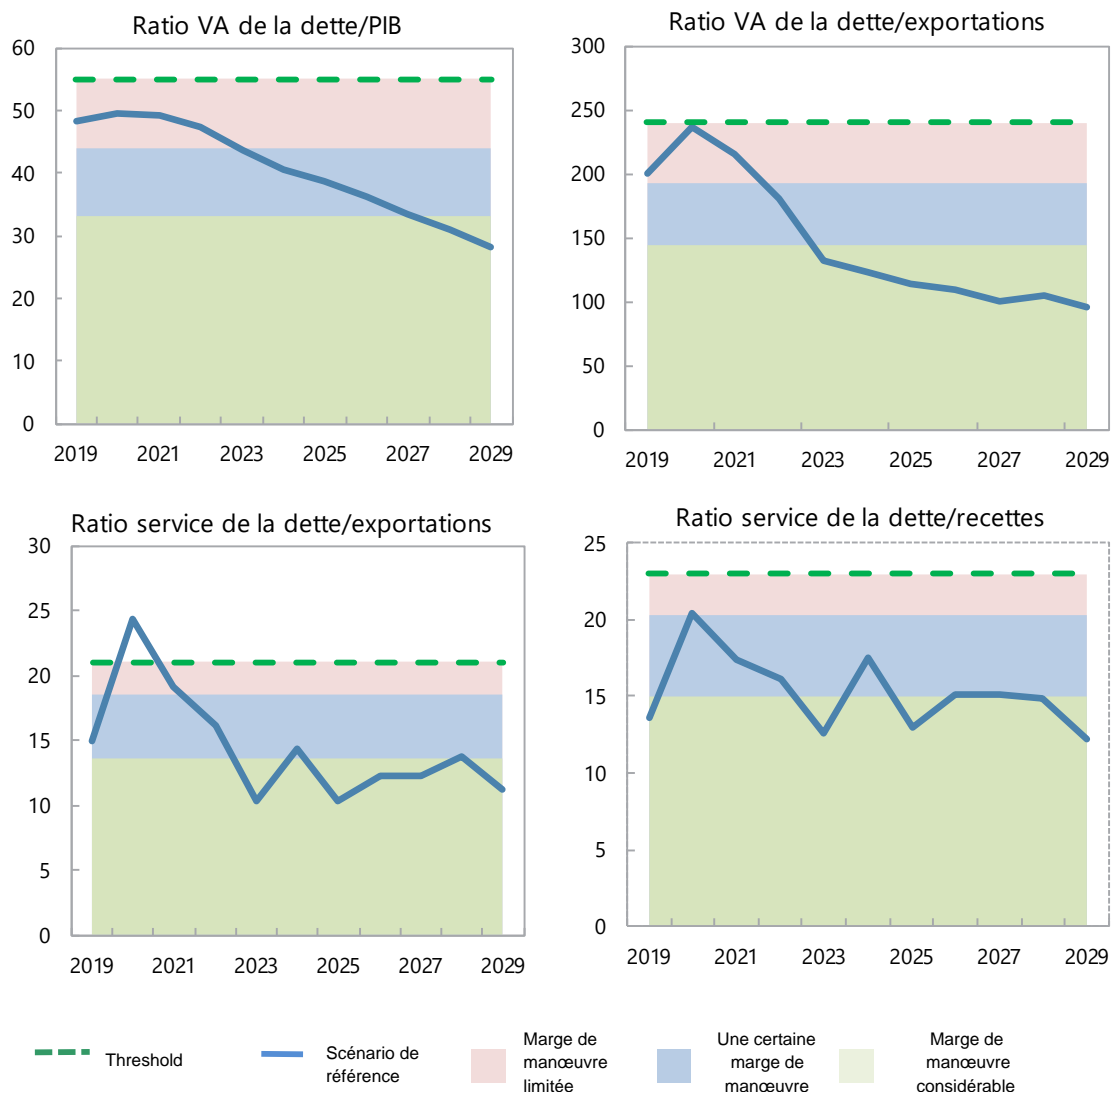 Ratio VA de la dette/PIB
60
50
40
30
20
10
0
2019 2021 2023 2025 2027 2029
Ratio VA de la dette/exportations
300
250
200
150
100
50
0
2019 2021 2023 2025 2027 2029
Ratio service de la dette/exportations
30
25
20
15
10
5
0
2019 2021 2023 2025 2027 2029
Ratio service de la dette/recettes
25
20
15
10
5
0
2019 2021 2023 2025 2027 2029
Threshold
Scénario de
référence
Marge de
manœuvre
limitée
Une certaine
marge de
manœuvre
Marge de
manœuvre
considérable